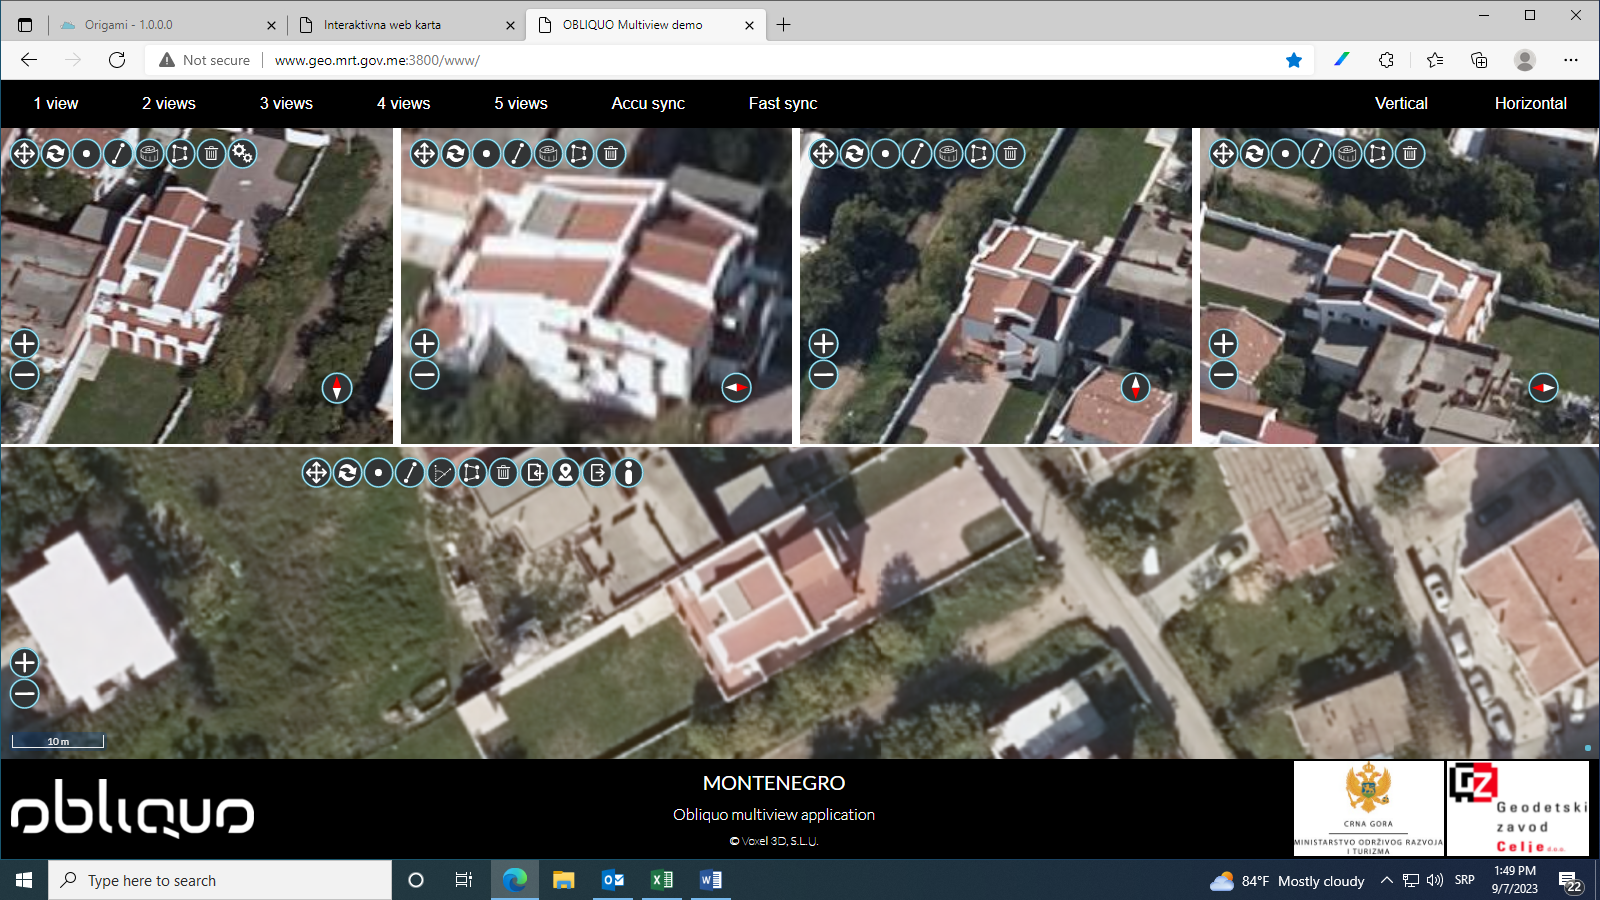 Origami - 1.0.0.0
Interaktivna web karta
OBLIQUO Multiview demo
Not secure
www.geo.mrt.gov.me:3800/www/
1 view
2 views
3 views
4 views
5 views
Accu sync
Fast sync
Vertical
Horizontal
10 m
obliquo
MONTENEGRO
Obliquo multiview application
© Voxel 3D, S.L.U.
CRNA GORA
MINISTARSTVO ODRŽIVOG RAZVOJA
I TURIZMA
GZ
Geodetski
zavod
Celje d.o.o.
Type here to search
84°F Mostly cloudy
SRP
1:49 PM
9/7/2023
22